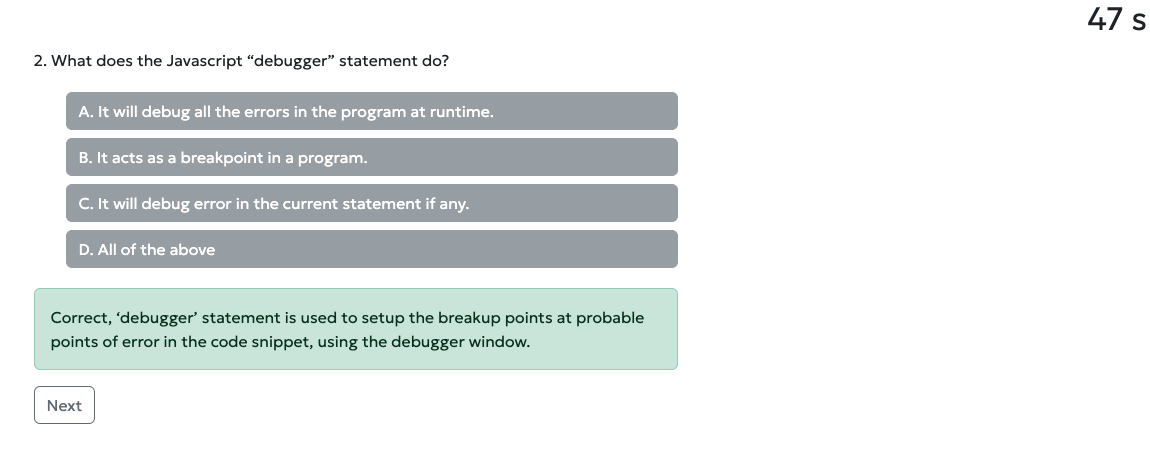 47 s
2. What does the Javascript “debugger” statement do?
A. It will debug all the errors in the program at runtime.
B. It acts as a breakpoint in a program.
C. It will debug error in the current statement if any.
D. All of the above
Correct, ‘debugger’ statement is used to setup the breakup points at probable
points of error in the code snippet, using the debugger window.
Next